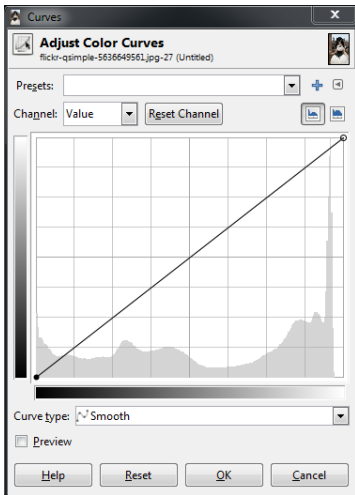 Curves
Adjust Color Curves
flickr-qsimple-5636649561.jpg-27 (Untitled)
Presets:
Channel: Value Reset Channel
Curve type: Smooth
Preview
Help Reset OK Cancel